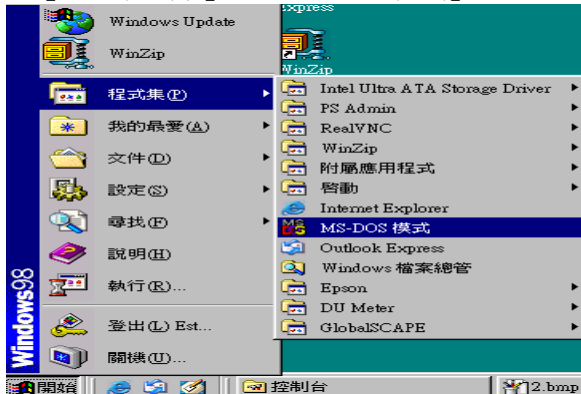 Express
WinZip
Windows Update
WinZip
程式集(P)
我的最愛(A)
文件(D)
設定(S)
尋找(F)
說明(H)
執行(R)...
登出(L) Est...
關機(U)...
Windows98
Intel Ultra ATA Storage Driver
PS Admin
RealVNC
WinZip
附屬應用程式
啟動
Internet Explorer
MS-DOS 模式
Outlook Express
Windows 檔案總管
Epson
DU Meter
GlobalSCAPE
開始
控制台
2.bmp